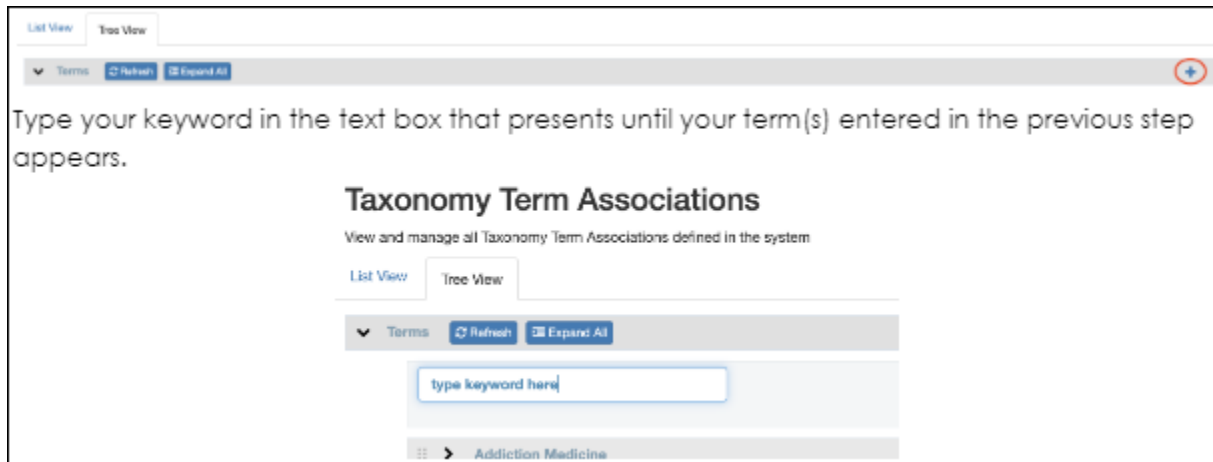 List View Tree View
Terms Refresh Expand All +
Type your keyword in the text box that presents until your term(s) entered in the previous step
appears.
Taxonomy Term Associations
View and manage all Taxonomy Term Associations defined in the system
List View Tree View
Terms Refresh Expand All
type keyword here
Addiction Medicine